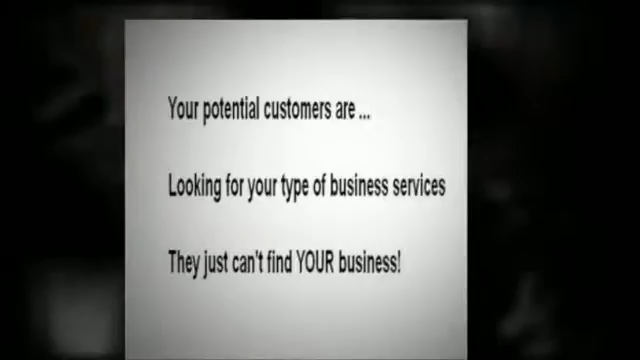 Your potential customers are ...
Looking for your type of business services
They just can't find YOUR business!